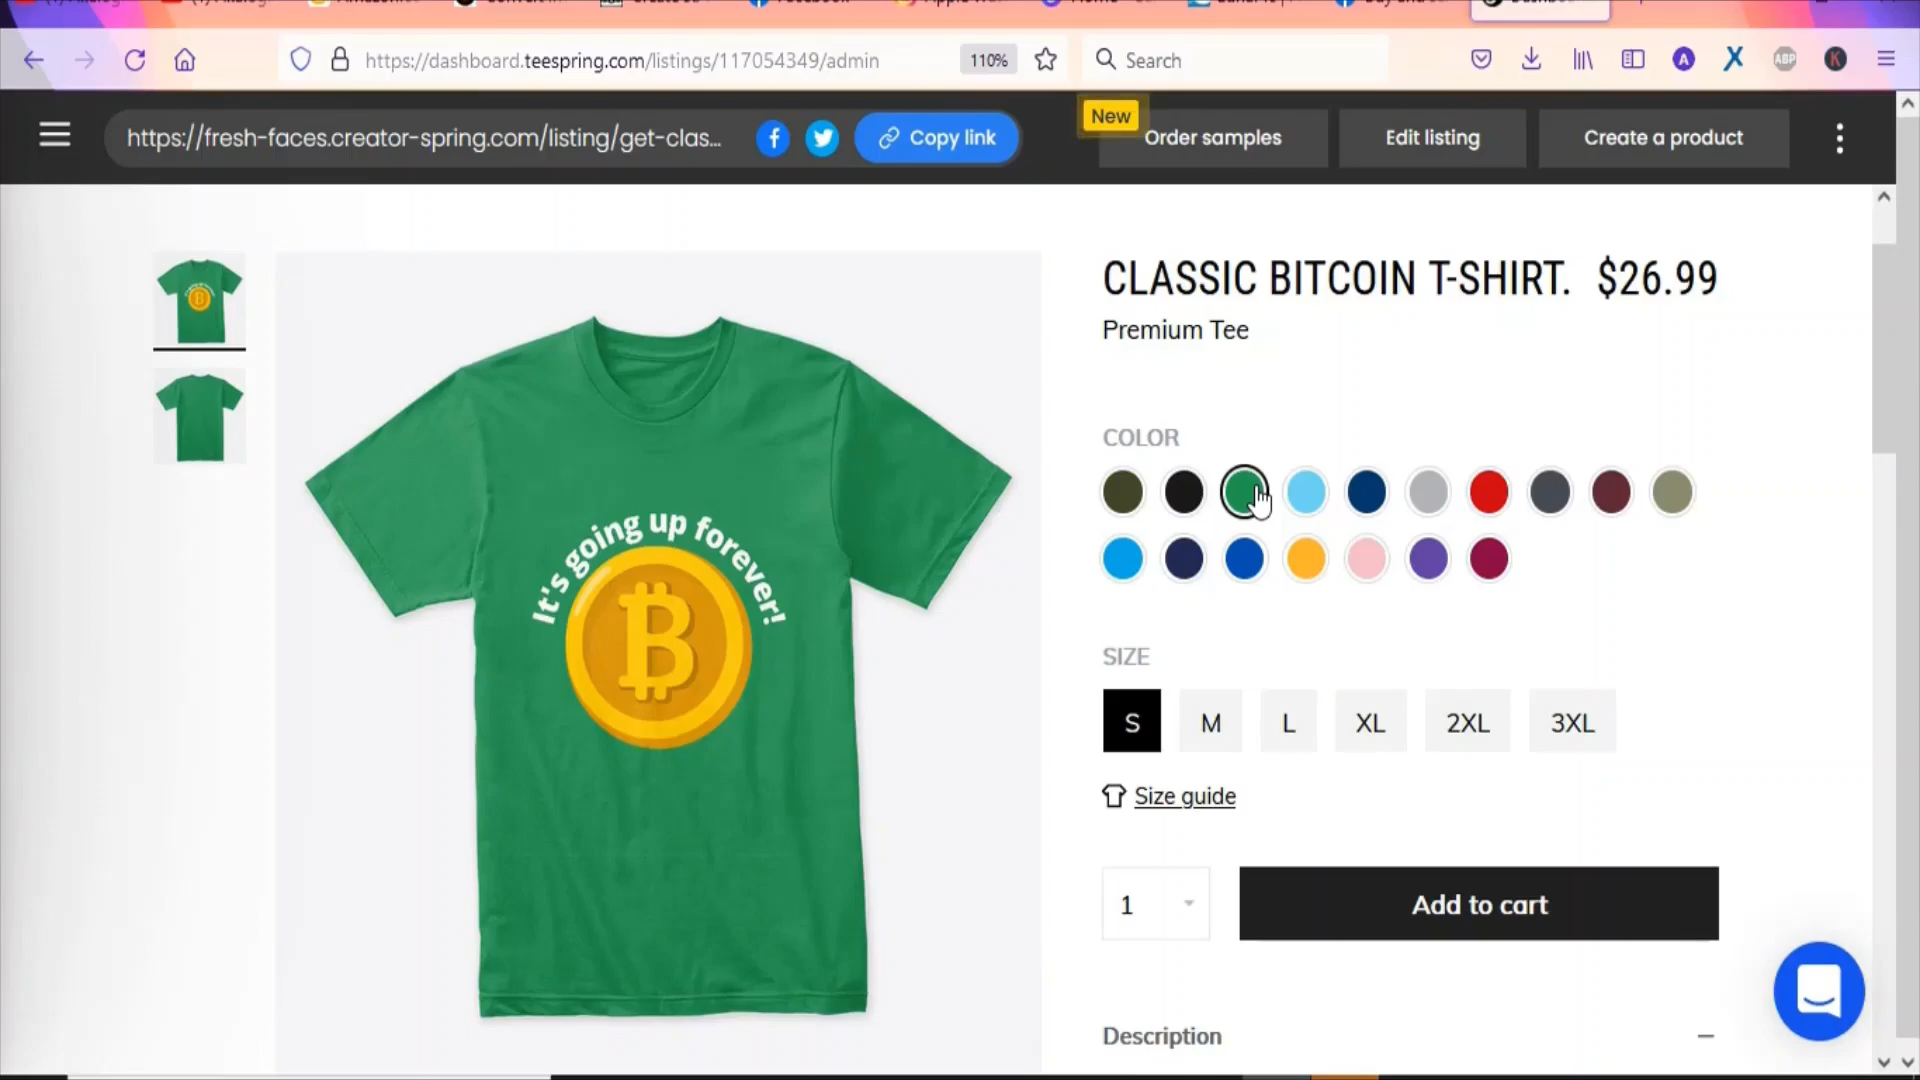 https://dashboard.teespring.com/listings/117054349/admin
110%
Search
A
ABP
K
https://fresh-faces.creator-spring.com/listing/get-clas...
Copy link
New
Order samples
Edit listing
Create a product
CLASSIC BITCOIN T-SHIRT. $26.99
Premium Tee
COLOR
It's going up forever!
B
SIZE
S M L XL 2XL 3XL
Size guide
1
Add to cart
Description